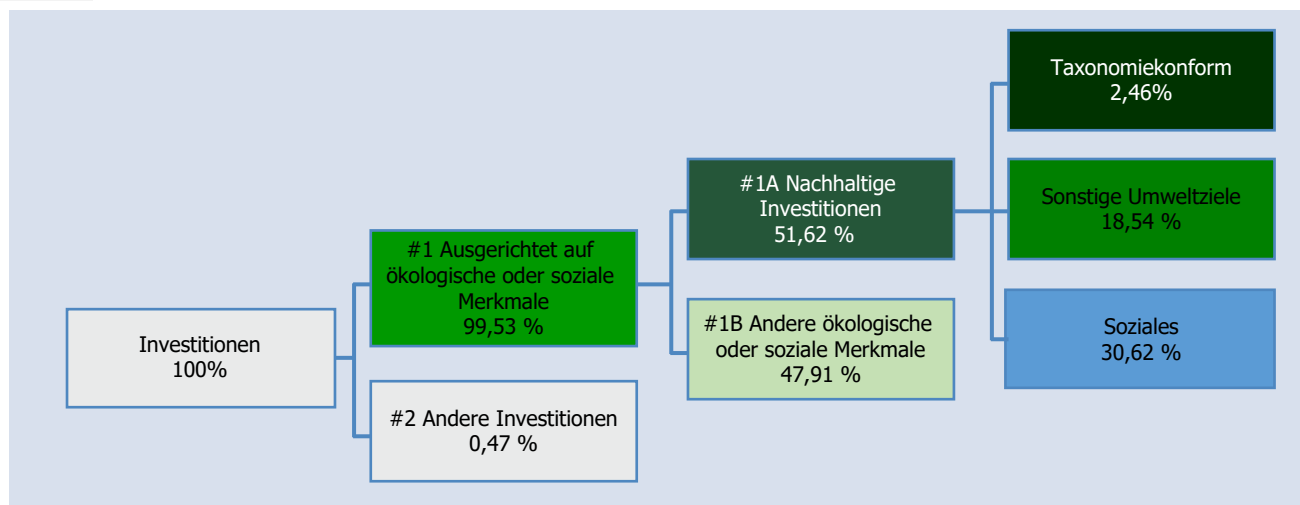 Investitionen
100%
#1 Ausgerichtet auf
ökologische oder soziale
Merkmale
99,53 %
#2 Andere Investitionen
0,47 %
#1A Nachhaltige
Investitionen
51,62 %
#1B Andere ökologische
oder soziale Merkmale
47,91 %
Taxonomiekonform
2,46%
Sonstige Umweltziele
18,54 %
Soziales
30,62 %